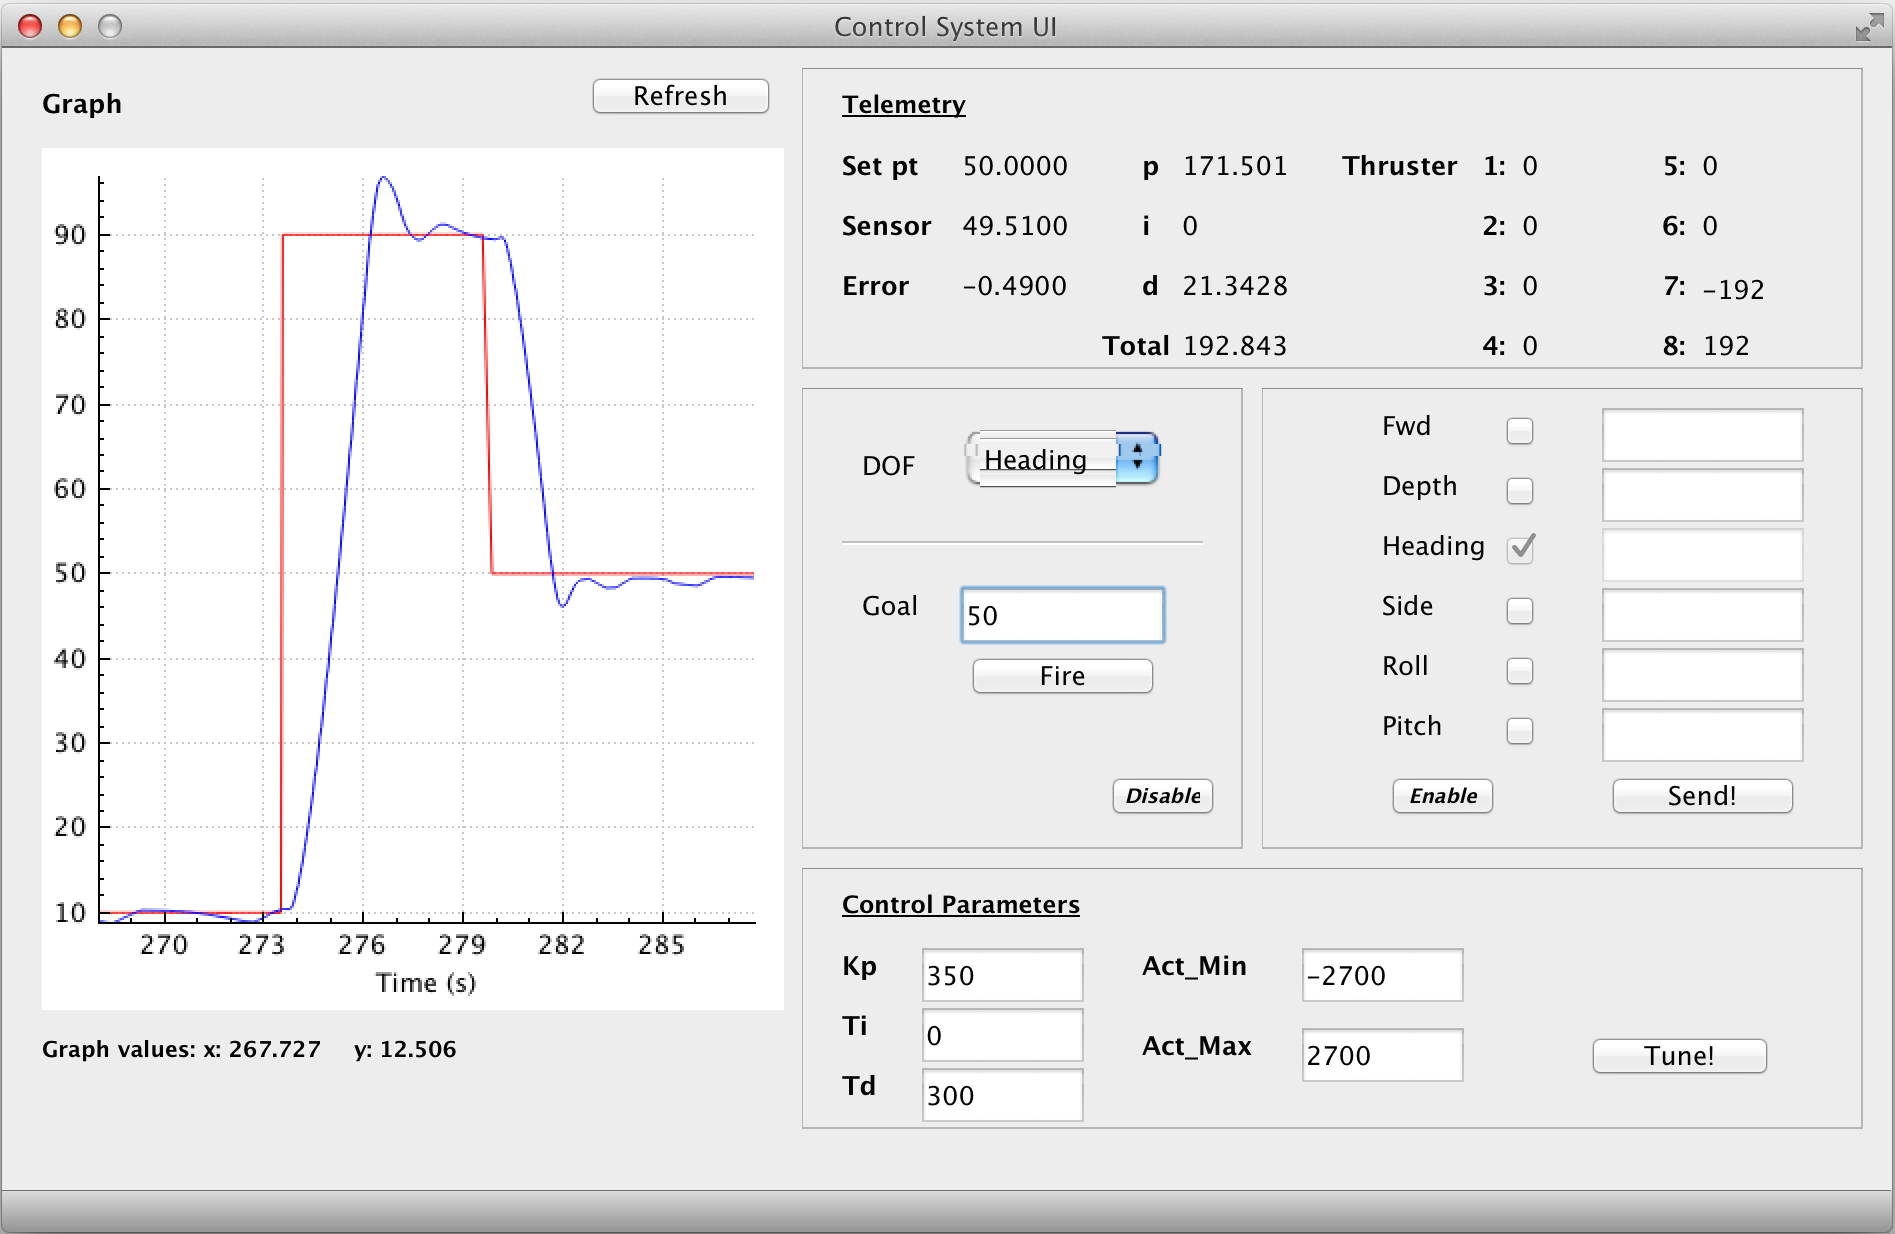 Control System UI
Graph
Refresh
90
80
70
60
50
40
30
20
10
270 273 276 279 282 285
Time (s)
Graph values: x: 267.727 y: 12.506
Telemetry
Set pt 50.0000 p 171.501 Thruster 1: 0 5: 0
Sensor 49.5100 i 0 2: 0 6: 0
Error -0.4900 d 21.3428 3: 0 7: -192
Total 192.843 4: 0 8: 192
DOF Heading
Goal 50
Fire
Disable
Fwd
Depth
Heading
Side
Roll
Pitch
Enable Send!
Control Parameters
Kp 350 Act_Min -2700
Ti 0 Act_Max 2700 Tune!
Td 300